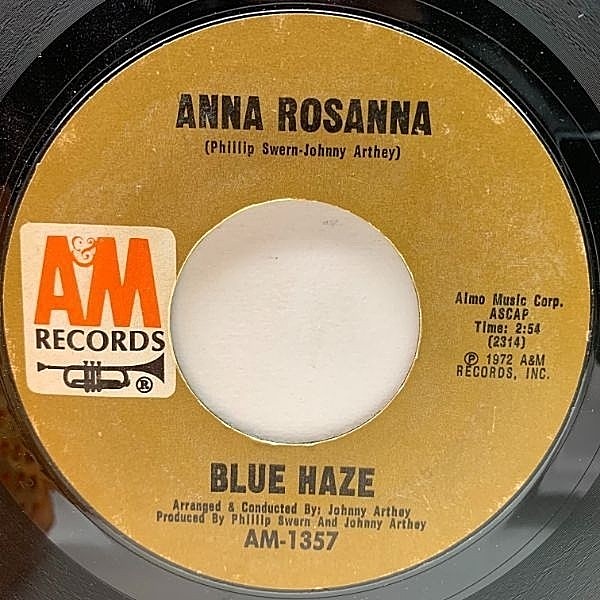 ANNA ROSANNA
(Phillip Swern-Johnny Arthey)
A&M
RECORDS
®
Almo Music Corp.
ASCAP
Time: 2:54
(2314)
℗ 1972 A&M
RECORDS, INC.
BLUE HAZE
Arranged & Conducted By: Johnny Arthey
Produced By Phillip Swern And Johnny Arthey
AM-1357